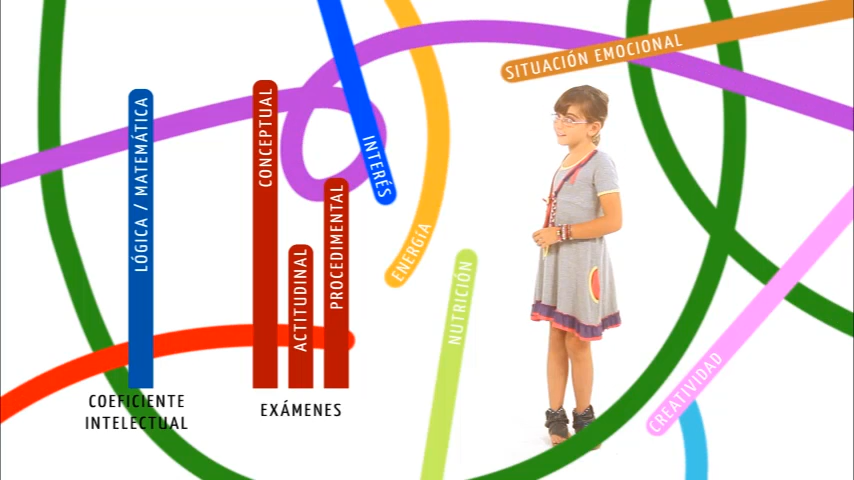 SITUACIÓN EMOCIONAL
LÓGICA / MATEMÁTICA
CONCEPTUAL
INTERÉS
PROCEDIMENTAL
ACTITUDINAL
ENERGÍA
NUTRICIÓN
CREATIVIDAD
COEFICIENTE
INTELECTUAL
EXÁMENES